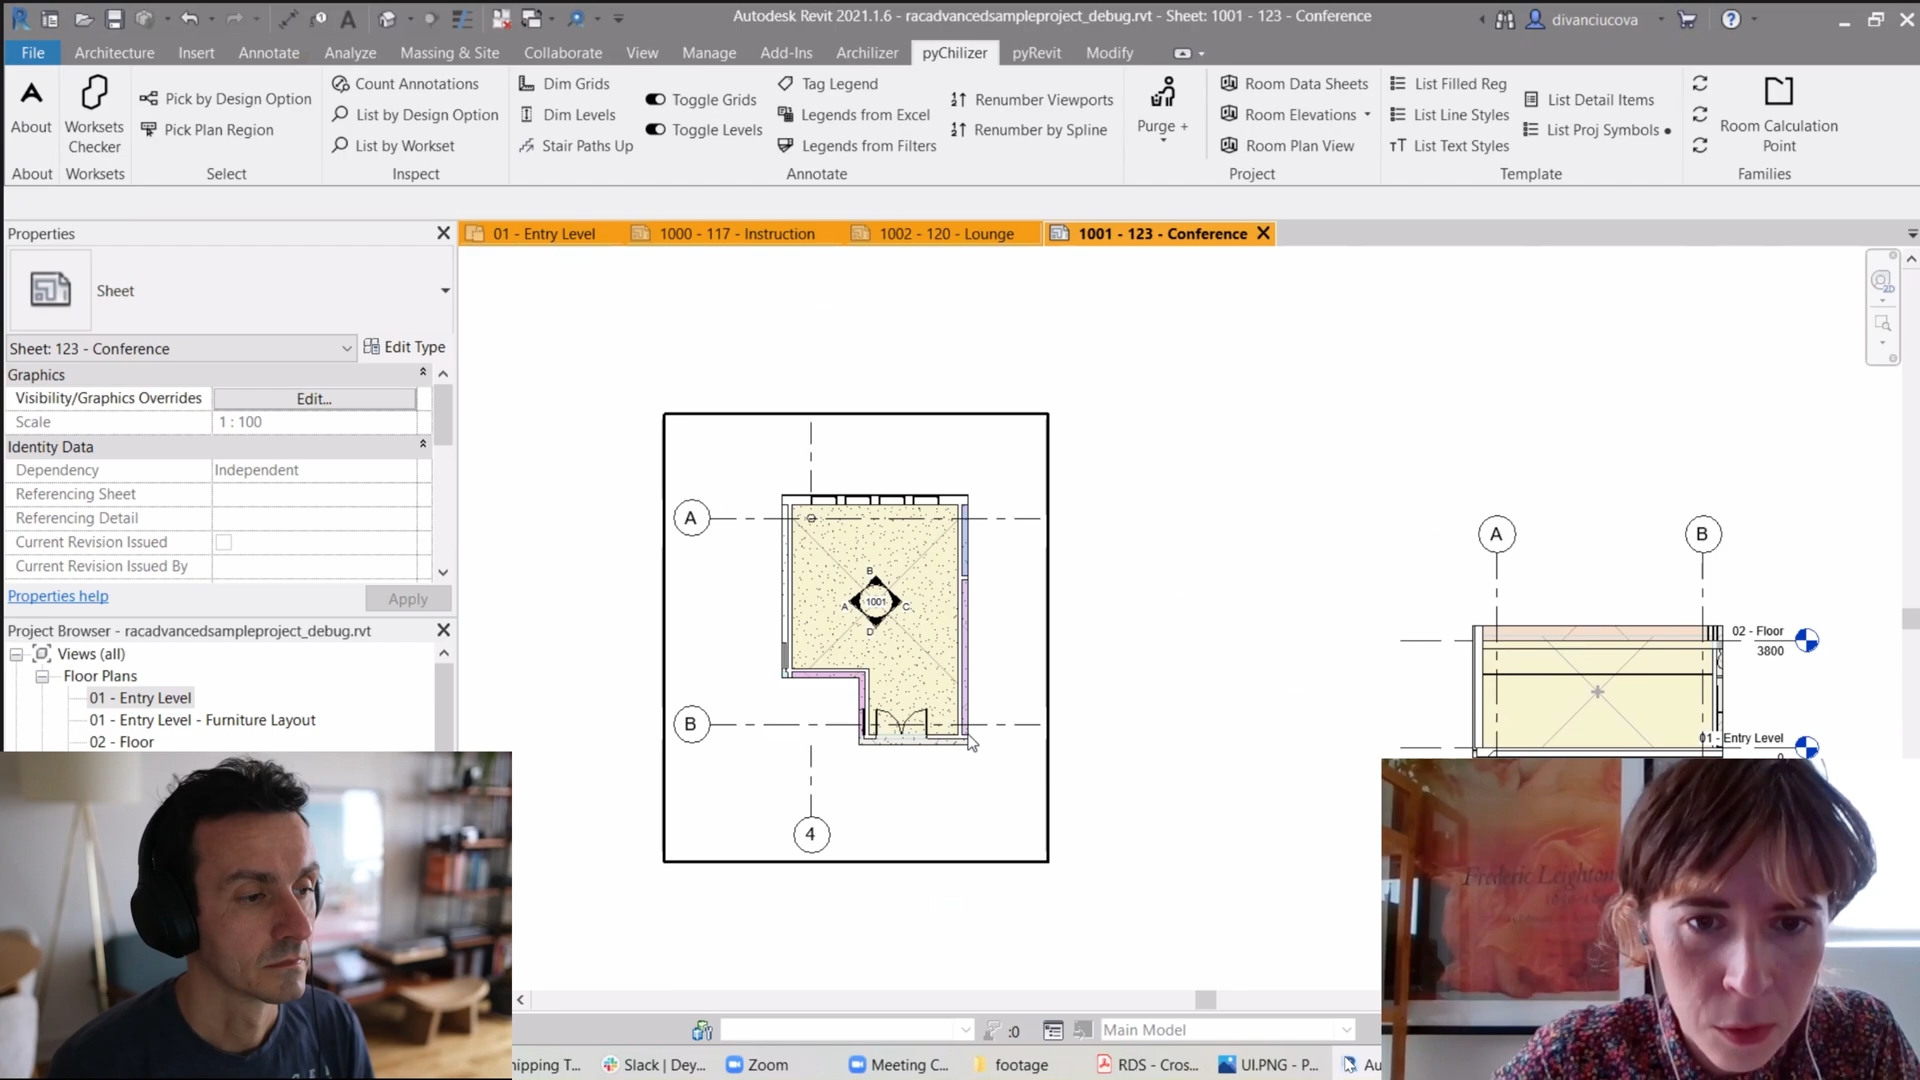 Autodesk Revit 2021.1.6 - racadvancedsampleproject_debug.rvt - Sheet: 1001 - 123 - Conference
divanciucova
File Architecture Insert Annotate Analyze Massing & Site Collaborate View Manage Add-Ins Archilizer pyChilizer pyRevit Modify
About
Worksets Checker
Pick by Design Option
Pick Plan Region
Count Annotations
List by Design Option
List by Workset
Dim Grids
Dim Levels
Stair Paths Up
Toggle Grids
Toggle Levels
Tag Legend
Legends from Excel
Legends from Filters
Renumber Viewports
Renumber by Spline
Purge +
Room Data Sheets
Room Elevations
Room Plan View
List Filled Reg
List Line Styles
List Text Styles
List Detail Items
List Proj Symbols
Room Calculation
Point
About Worksets Select Inspect Annotate Project Template Families
Properties
01 - Entry Level
1000 - 117 - Instruction
1002 - 120 - Lounge
1001 - 123 - Conference
Sheet
Sheet: 123 - Conference
Edit Type
Graphics
Visibility/Graphics Overrides Edit...
Scale 1 : 100
Identity Data
Dependency Independent
Referencing Sheet
Referencing Detail
Current Revision Issued
Current Revision Issued By
Properties help
Apply
Project Browser - racadvancedsampleproject_debug.rvt
Views (all)
Floor Plans
01 - Entry Level
01 - Entry Level - Furniture Layout
02 - Floor
A
B
4
B
A
1001
C
D
A
B
02 - Floor
3800
01 - Entry Level
Frederic Leighton
:0
Main Model
Slack | Dey...
Zoom
Meeting C...
footage
RDS - Cros...
UI.PNG - P...
Au